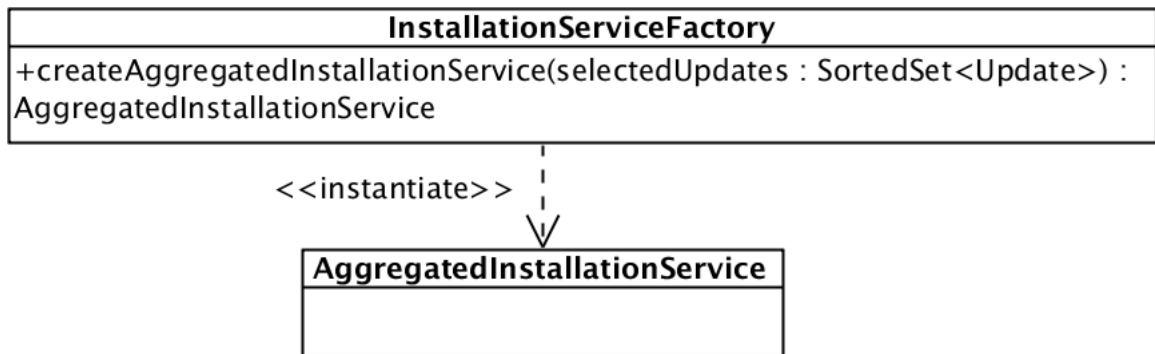 InstallationServiceFactory
+createAggregatedInstallationService(selectedUpdates : SortedSet<Update>) :
AggregatedInstallationService
<<instantiate>>
AggregatedInstallationService